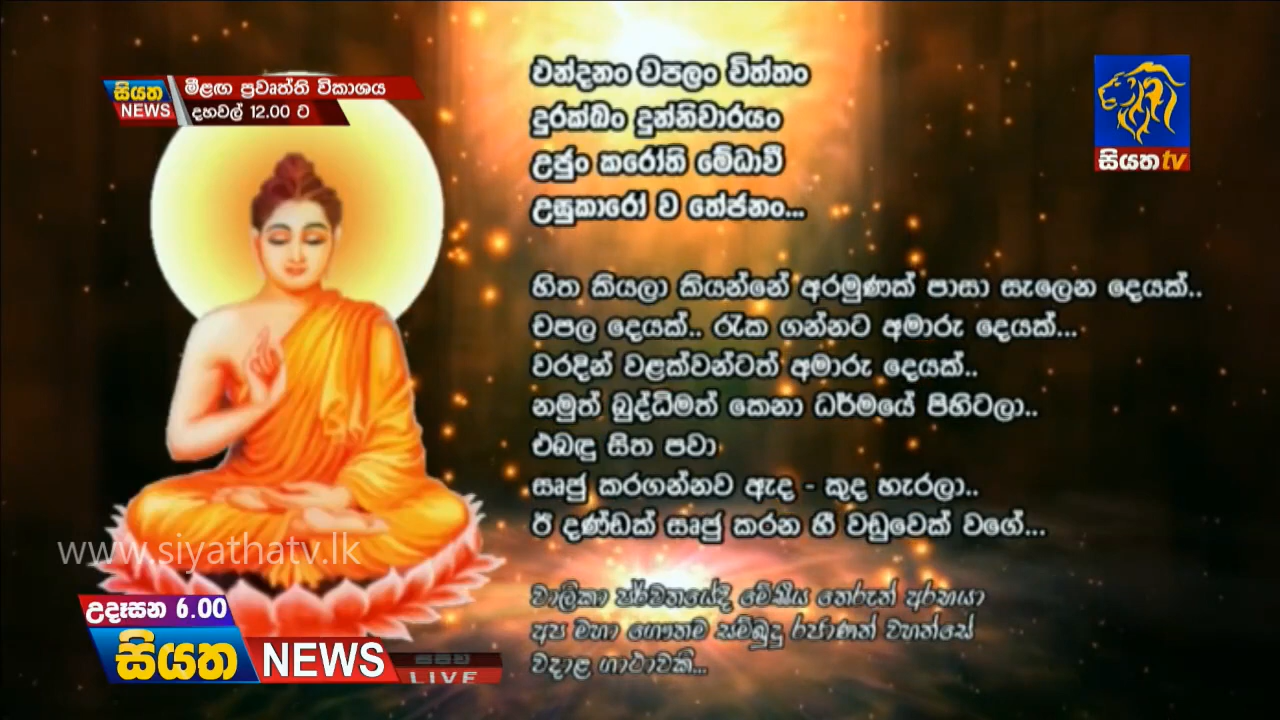 සියත
NEWS
මීළඟ ප්‍රවෘත්ති විකාශය
දහවල් 12.00 ට
සියත tv
ඵන්දනං චපලං චිත්තං
දුරක්ඛං දුන්නිවාරයං
උජුං කරෝති මේධාවී
උසුකාරෝ ව තේජනං...
හිත කියලා කියන්නේ අරමුණක් පාසා සැලෙන දෙයක්..
චපල දෙයක්.. රැක ගන්නට අමාරු දෙයක්...
වරදින් වළක්වන්ටත් අමාරු දෙයක්..
නමුත් බුද්ධිමත් කෙනා ධර්මයේ පිහිටලා..
එබඳු සිත පවා
සෘජු කරගන්නව ඇද - කුද හැරලා..
ඊ දණ්ඩක් සෘජු කරන හී වඩුවෙක් වගේ...
වාලිකා පර්වතයේදී මේඝීය තෙරුන් අරභයා
අප මහා ගෞතම සම්බුදු රජාණන් වහන්සේ
වදාළ ගාථාවකි...
www.siyathatv.lk
උදෑසන 6.00
සියත NEWS
LIVE